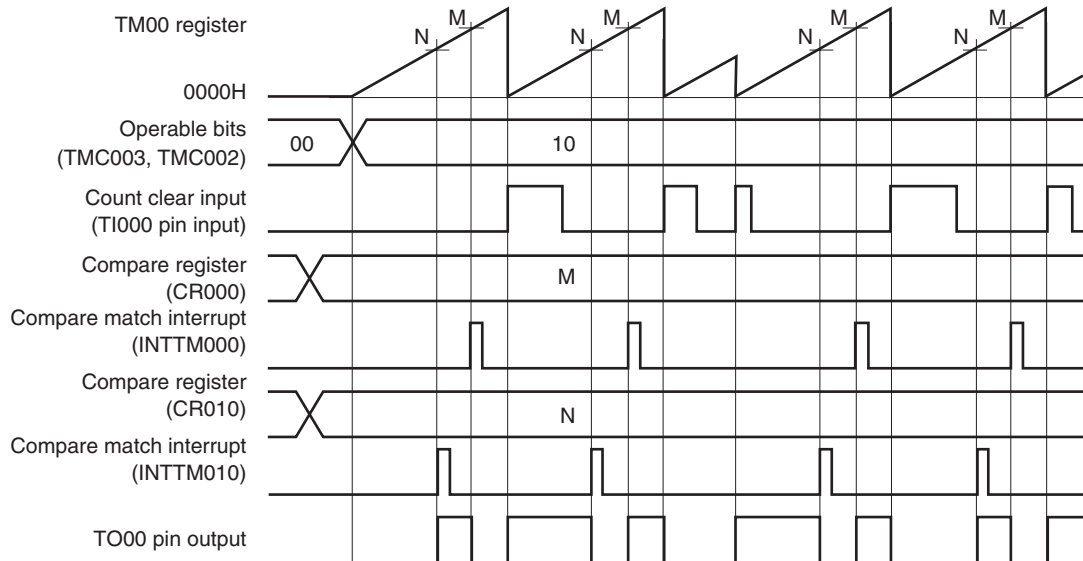 TM00 register
N M N M N M N M
0000H
Operable bits
(TMC003, TMC002)
00 10
Count clear input
(TI000 pin input)
Compare register
(CR000)
M
Compare match interrupt
(INTTM000)
Compare register
(CR010)
N
Compare match interrupt
(INTTM010)
TO00 pin output